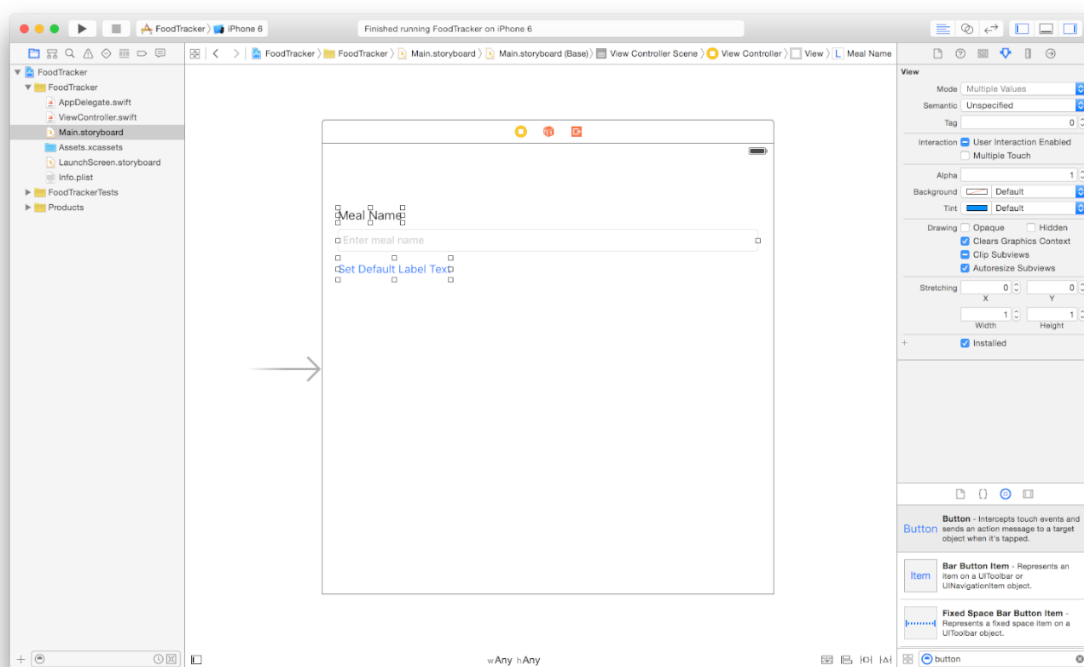 FoodTracker
iPhone 6
Finished running FoodTracker on iPhone 6
FoodTracker
FoodTracker
Main.storyboard
Main.storyboard (Base)
View Controller Scene
View Controller
View
L Meal Name
FoodTracker
FoodTracker
AppDelegate.swift
ViewController.swift
Main.storyboard
Assets.xcassets
LaunchScreen.storyboard
Info.plist
FoodTrackerTests
Products
Meal Name
Enter meal name
Set Default Label Text
wAny hAny
View
Mode Multiple Values
Semantic Unspecified
Tag 0
Interaction User Interaction Enabled
Multiple Touch
Alpha 1
Background Default
Tint Default
Drawing Opaque Hidden
Clears Graphics Context
Clip Subviews
Autoresize Subviews
Stretching 0 0
X Y
1 1
Width Height
+ Installed
{}
Button
Button - Intercepts touch events and
sends an action message to a target
object when it's tapped.
Item
Bar Button Item - Represents an
item on a UIToolbar or
UINavigationItem object.
Fixed Space Bar Button Item -
Represents a fixed space item on a
UIToolbar object.
button